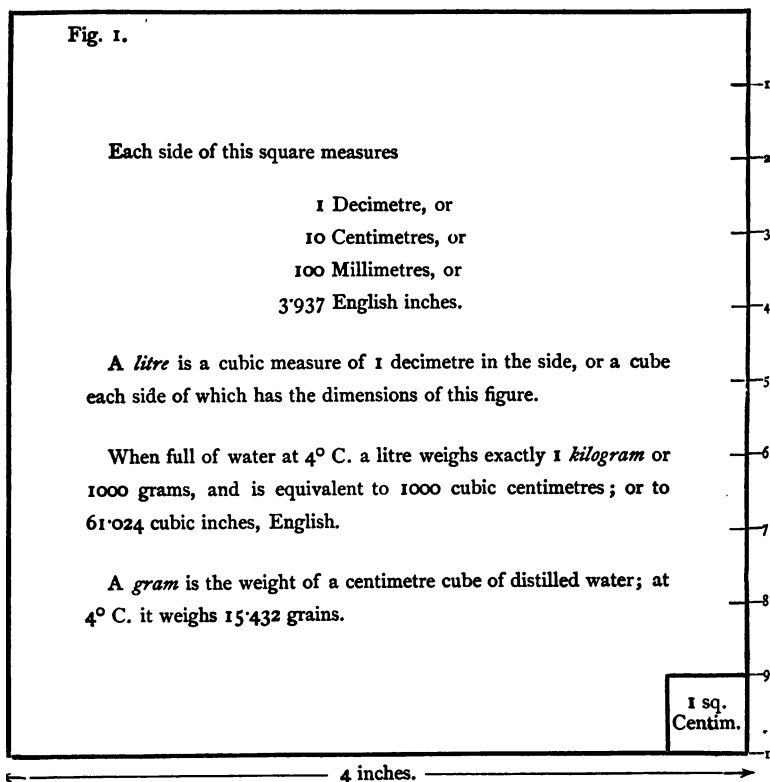 Fig. 1.
1
2
Each side of this square measures
1 Decimetre, or
10 Centimetres, or
3
100 Millimetres, or
3·937 English inches.
4
A litre is a cubic measure of 1 decimetre in the side, or a cube
5
each side of which has the dimensions of this figure.
When full of water at 4º C. a litre weighs exactly 1 kilogram or
6
1000 grams, and is equivalent to 1000 cubic centimetres; or to
61·024 cubic inches, English.
7
A gram is the weight of a centimetre cube of distilled water; at
8
4º C. it weighs 15·432 grains.
9
1 sq.
Centim.
1
4 inches.